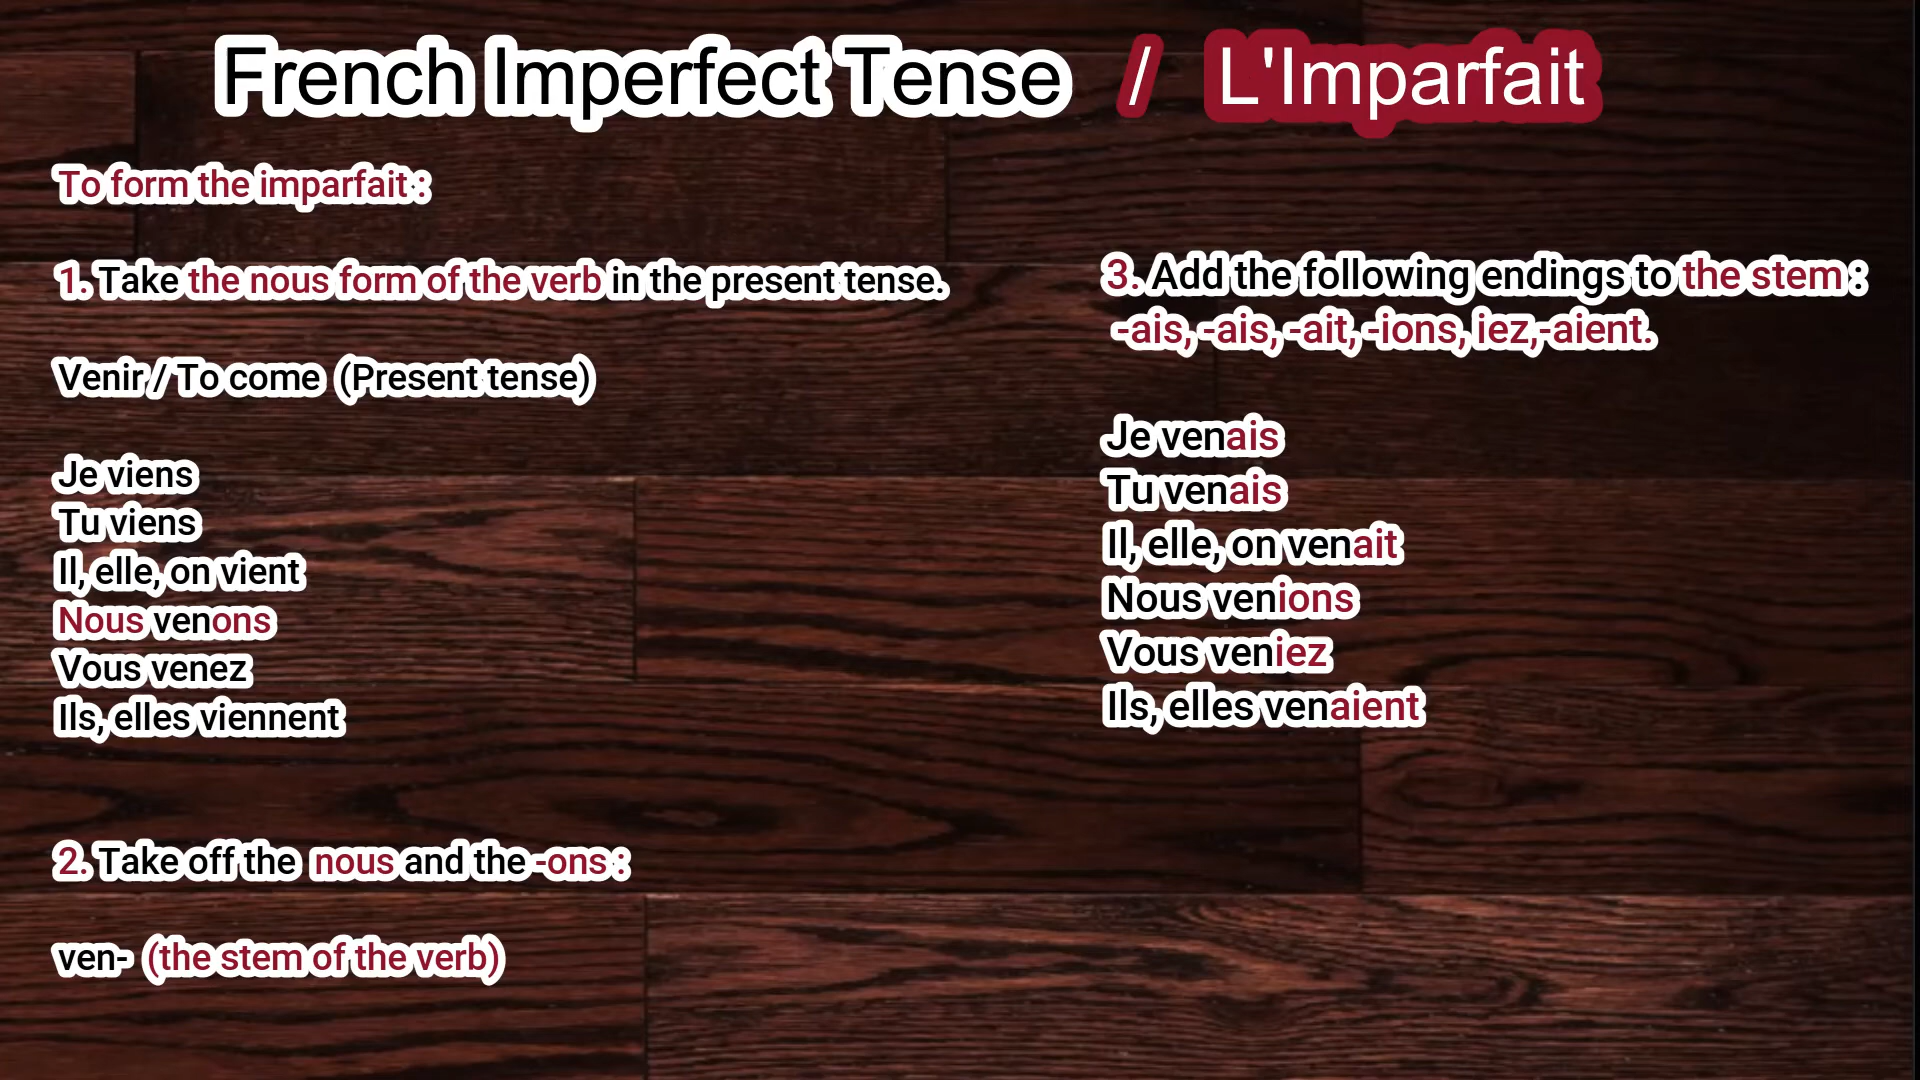 French Imperfect Tense / L'Imparfait
To form the imparfait :
1. Take the nous form of the verb in the present tense.
Venir / To come (Present tense)
Je viens
Tu viens
Il, elle, on vient
Nous venons
Vous venez
Ils, elles viennent
2. Take off the nous and the -ons :
ven- (the stem of the verb)
3. Add the following endings to the stem :
-ais, -ais, -ait, -ions, iez,-aient.
Je venais
Tu venais
Il, elle, on venait
Nous venions
Vous veniez
Ils, elles venaient